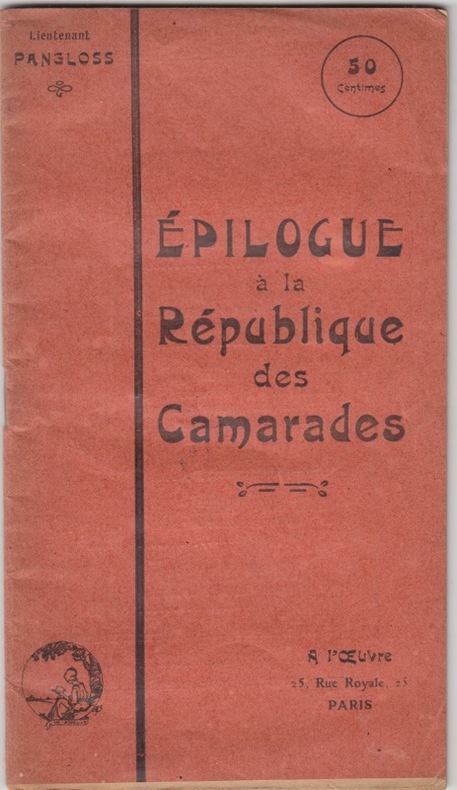 Lieutenant
PANGLOSS
50
Centimes
ÉPILOGUE
à la
République
des
Camarades
A l'Œuvre
25, Rue Royale, 25
PARIS